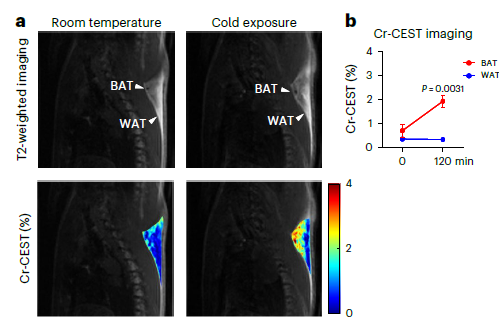 a
Room temperature
Cold exposure
T2-weighted imaging
BAT
WAT
BAT
WAT
Cr-CEST (%)
4
2
0
b
Cr-CEST imaging
Cr-CEST (%)
4
3
2
1
0
P = 0.0031
BAT
WAT
0
120 min